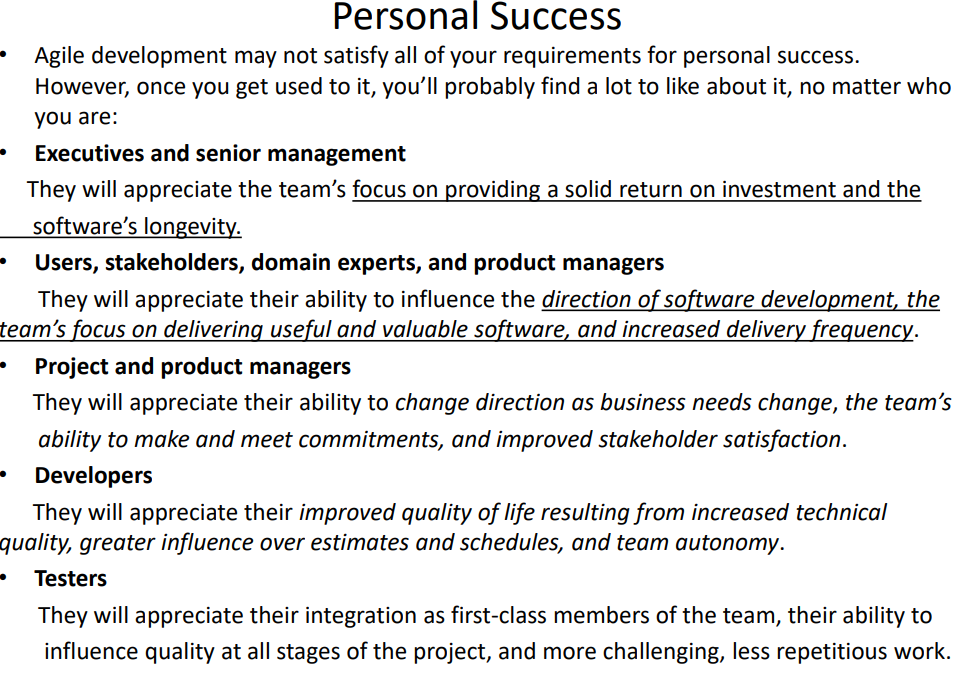 Personal Success
• Agile development may not satisfy all of your requirements for personal success.
However, once you get used to it, you’ll probably find a lot to like about it, no matter who
you are:
• Executives and senior management
They will appreciate the team’s focus on providing a solid return on investment and the
software’s longevity.
• Users, stakeholders, domain experts, and product managers
They will appreciate their ability to influence the direction of software development, the
team’s focus on delivering useful and valuable software, and increased delivery frequency.
• Project and product managers
They will appreciate their ability to change direction as business needs change, the team’s
ability to make and meet commitments, and improved stakeholder satisfaction.
• Developers
They will appreciate their improved quality of life resulting from increased technical
quality, greater influence over estimates and schedules, and team autonomy.
• Testers
They will appreciate their integration as first-class members of the team, their ability to
influence quality at all stages of the project, and more challenging, less repetitious work.